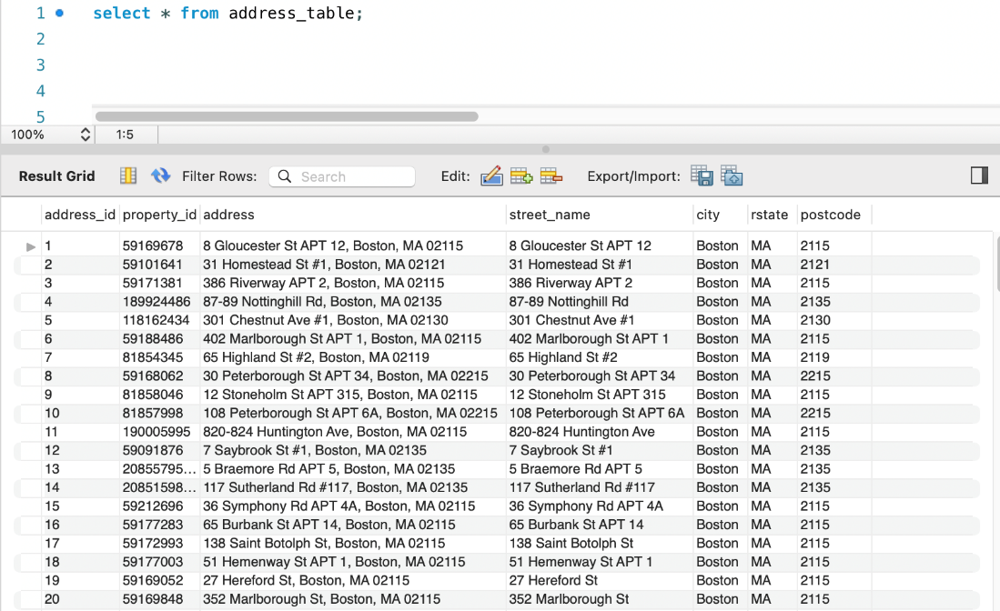 1 select * from address_table;
2
3
4
5
100% 1:5
Result Grid Filter Rows: Search Edit: Export/Import:
address_id property_id address street_name city rstate postcode
1 59169678 8 Gloucester St APT 12, Boston, MA 02115 8 Gloucester St APT 12 Boston MA 2115
2 59101641 31 Homestead St #1, Boston, MA 02121 31 Homestead St #1 Boston MA 2121
3 59171381 386 Riverway APT 2, Boston, MA 02115 386 Riverway APT 2 Boston MA 2115
4 189924486 87-89 Nottinghill Rd, Boston, MA 02135 87-89 Nottinghill Rd Boston MA 2135
5 118162434 301 Chestnut Ave #1, Boston, MA 02130 301 Chestnut Ave #1 Boston MA 2130
6 59188486 402 Marlborough St APT 1, Boston, MA 02115 402 Marlborough St APT 1 Boston MA 2115
7 81854345 65 Highland St #2, Boston, MA 02119 65 Highland St #2 Boston MA 2119
8 59168062 30 Peterborough St APT 34, Boston, MA 02215 30 Peterborough St APT 34 Boston MA 2215
9 81858046 12 Stoneholm St APT 315, Boston, MA 02115 12 Stoneholm St APT 315 Boston MA 2115
10 81857998 108 Peterborough St APT 6A, Boston, MA 02215 108 Peterborough St APT 6A Boston MA 2215
11 190005995 820-824 Huntington Ave, Boston, MA 02115 820-824 Huntington Ave Boston MA 2115
12 59091876 7 Saybrook St #1, Boston, MA 02135 7 Saybrook St #1 Boston MA 2135
13 20855795... 5 Braemore Rd APT 5, Boston, MA 02135 5 Braemore Rd APT 5 Boston MA 2135
14 20851598... 117 Sutherland Rd #117, Boston, MA 02135 117 Sutherland Rd #117 Boston MA 2135
15 59212696 36 Symphony Rd APT 4A, Boston, MA 02115 36 Symphony Rd APT 4A Boston MA 2115
16 59177283 65 Burbank St APT 14, Boston, MA 02115 65 Burbank St APT 14 Boston MA 2115
17 59172993 138 Saint Botolph St, Boston, MA 02115 138 Saint Botolph St Boston MA 2115
18 59177003 51 Hemenway St APT 1, Boston, MA 02115 51 Hemenway St APT 1 Boston MA 2115
19 59169052 27 Hereford St, Boston, MA 02115 27 Hereford St Boston MA 2115
20 59169848 352 Marlborough St, Boston, MA 02115 352 Marlborough St Boston MA 2115